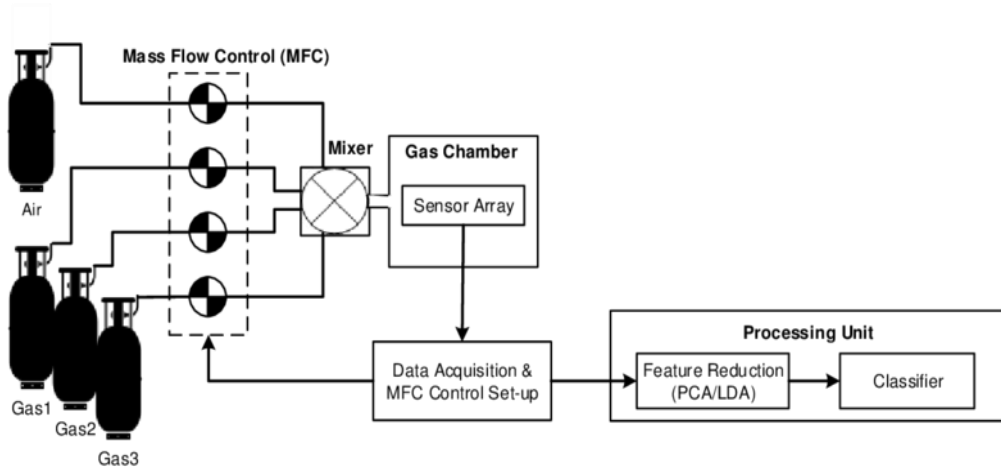 Mass Flow Control (MFC)
Air
Gas1
Gas2
Gas3
Mixer
Gas Chamber
Sensor Array
Data Acquisition &
MFC Control Set-up
Processing Unit
Feature Reduction
(PCA/LDA)
Classifier